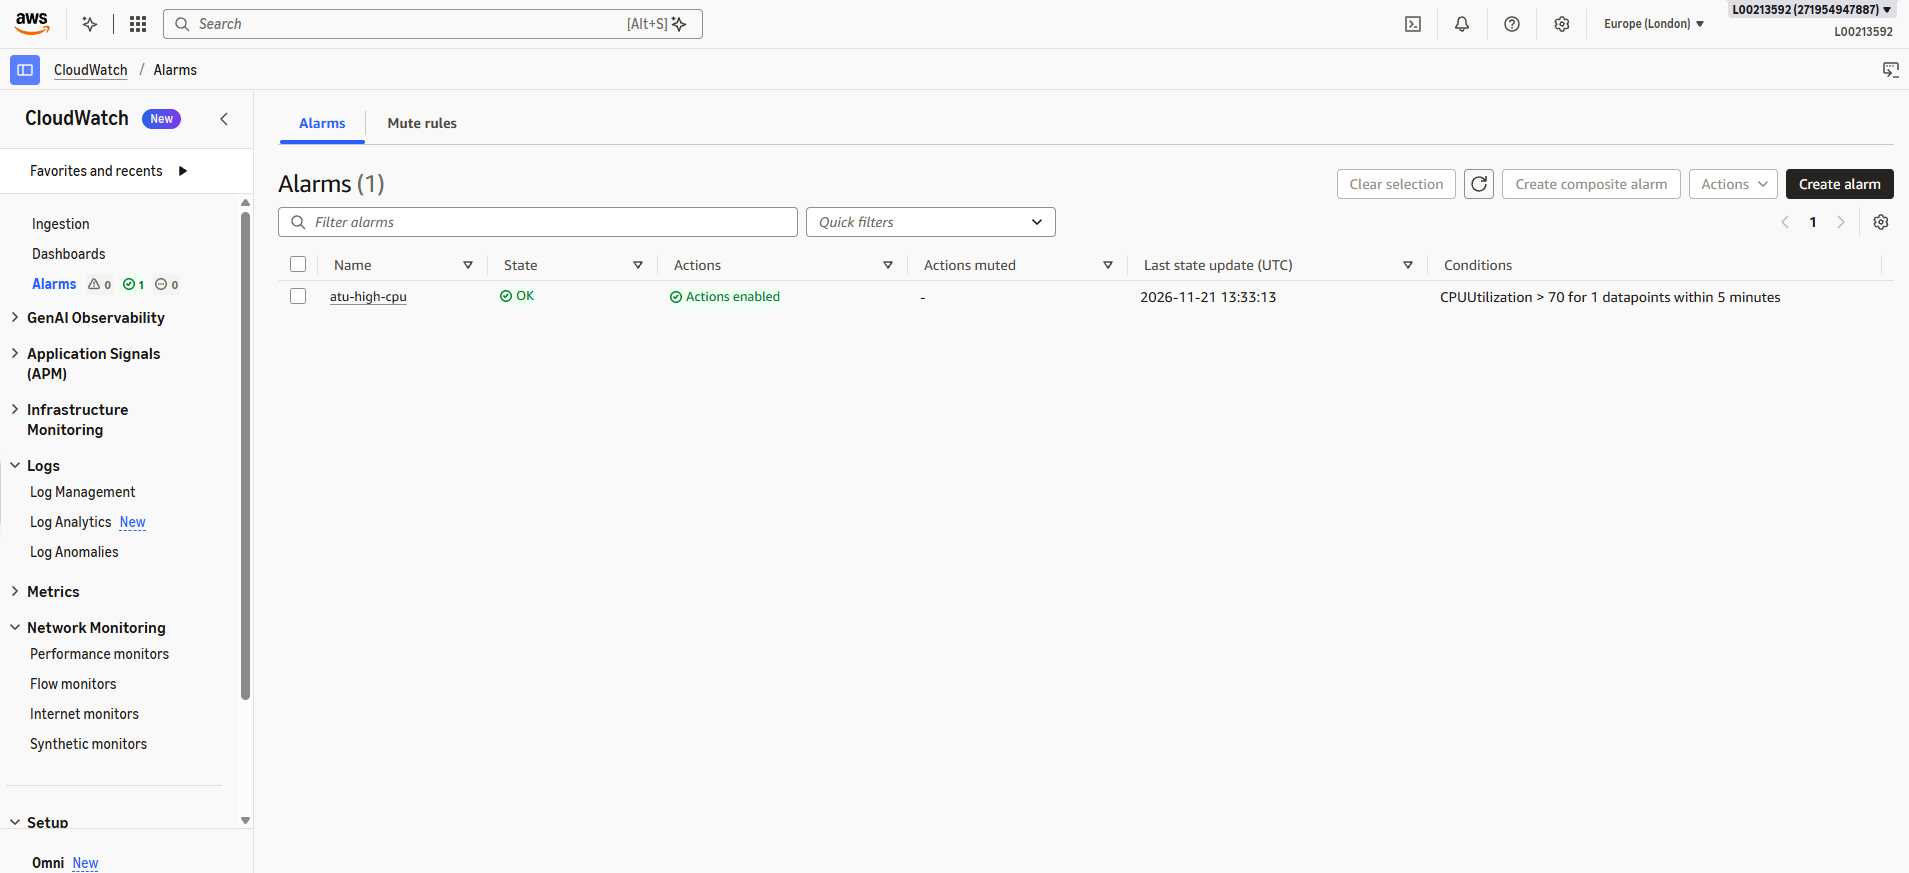 aws
Search [Alt+S]
Europe (London)
L00213592 (271954947887)
L00213592
CloudWatch / Alarms
CloudWatch New
Favorites and recents
Ingestion
Dashboards
Alarms 0 1 0
GenAI Observability
Application Signals
(APM)
Infrastructure
Monitoring
Logs
Log Management
Log Analytics New
Log Anomalies
Metrics
Network Monitoring
Performance monitors
Flow monitors
Internet monitors
Synthetic monitors
Setup
Omni New
Alarms
Mute rules
Alarms (1)
Clear selection
Create composite alarm
Actions
Create alarm
Filter alarms
Quick filters
1
Name State Actions Actions muted Last state update (UTC) Conditions
atu-high-cpu OK Actions enabled - 2026-11-21 13:33:13 CPUUtilization > 70 for 1 datapoints within 5 minutes